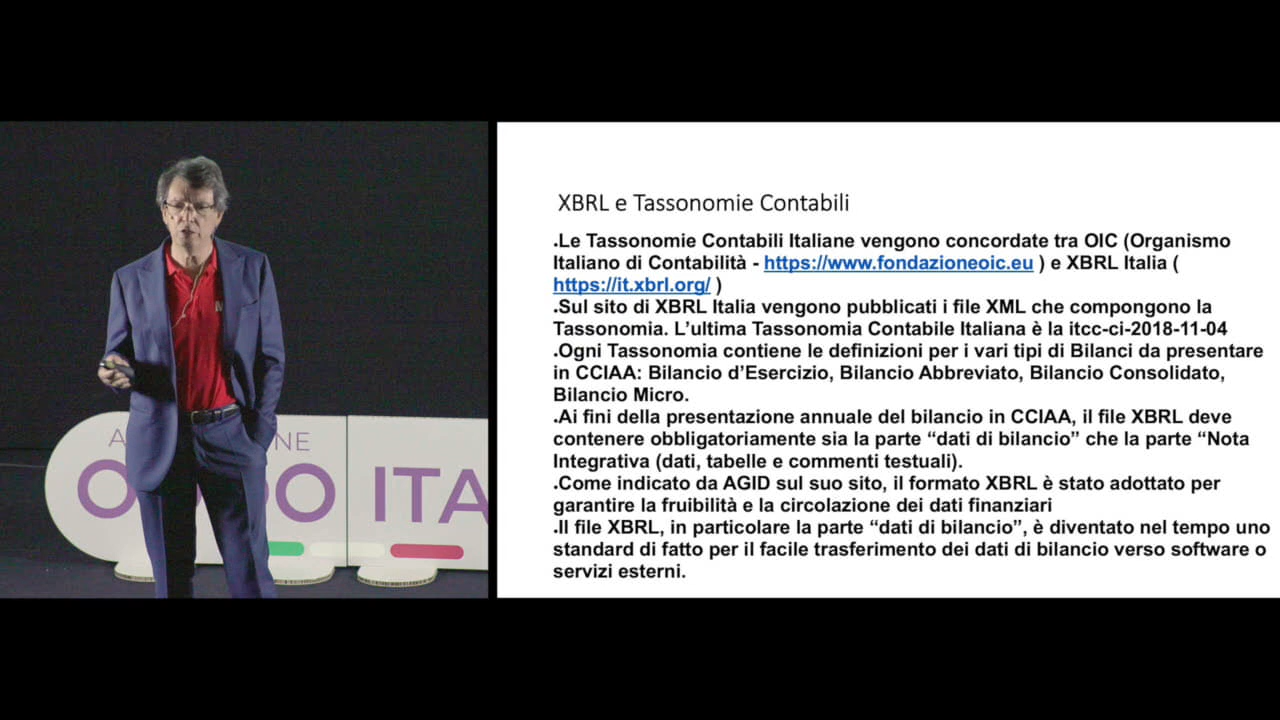 A
NE
O
DO ITA
XBRL e Tassonomie Contabili
.Le Tassonomie Contabili Italiane vengono concordate tra OIC (Organismo
Italiano di Contabilità - https://www.fondazioneoic.eu ) e XBRL Italia (
https://it.xbrl.org/ )
.Sul sito di XBRL Italia vengono pubblicati i file XML che compongono la
Tassonomia. L’ultima Tassonomia Contabile Italiana è la itcc-ci-2018-11-04
.Ogni Tassonomia contiene le definizioni per i vari tipi di Bilanci da presentare
in CCIAA: Bilancio d’Esercizio, Bilancio Abbreviato, Bilancio Consolidato,
Bilancio Micro.
.Ai fini della presentazione annuale del bilancio in CCIAA, il file XBRL deve
contenere obbligatoriamente sia la parte “dati di bilancio” che la parte “Nota
Integrativa (dati, tabelle e commenti testuali).
.Come indicato da AGID sul suo sito, il formato XBRL è stato adottato per
garantire la fruibilità e la circolazione dei dati finanziari
.Il file XBRL, in particolare la parte “dati di bilancio”, è diventato nel tempo uno
standard di fatto per il facile trasferimento dei dati di bilancio verso software o
servizi esterni.